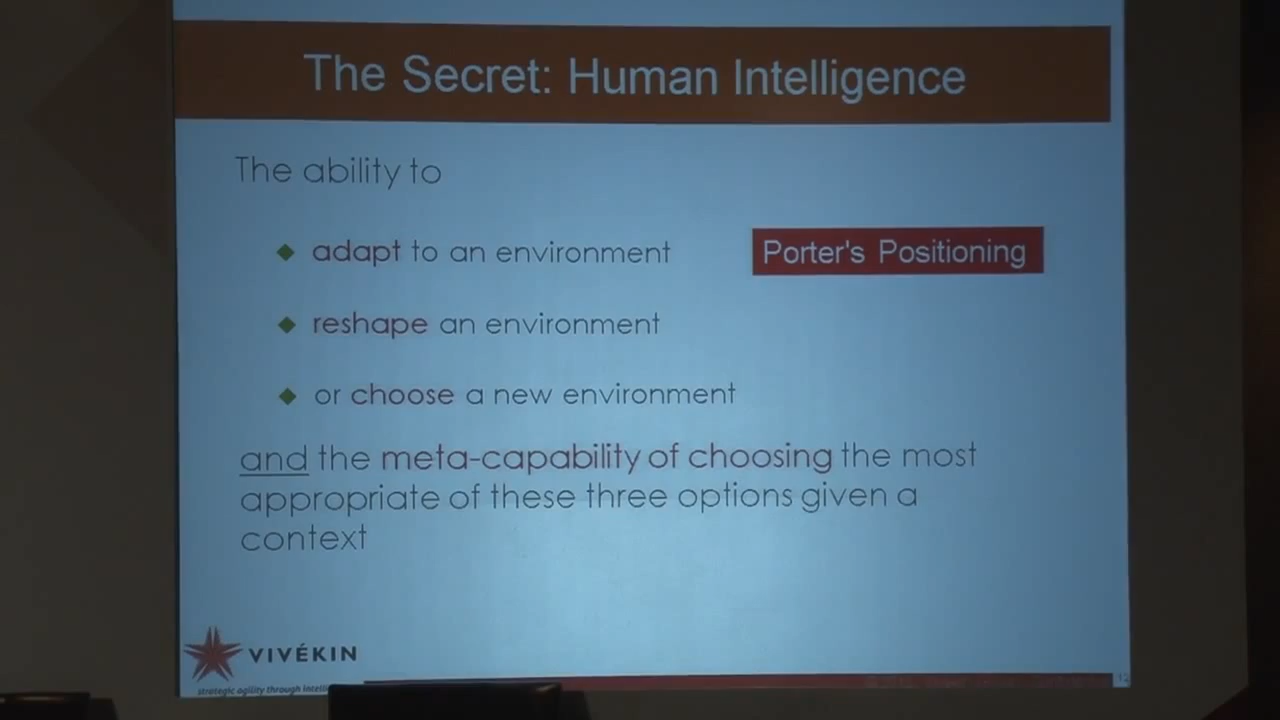 The Secret: Human Intelligence
The ability to
adapt to an environment
Porter's Positioning
reshape an environment
or choose a new environment
and the meta-capability of choosing the most
appropriate of these three options given a
context
VIVÉKIN
strategic agility through